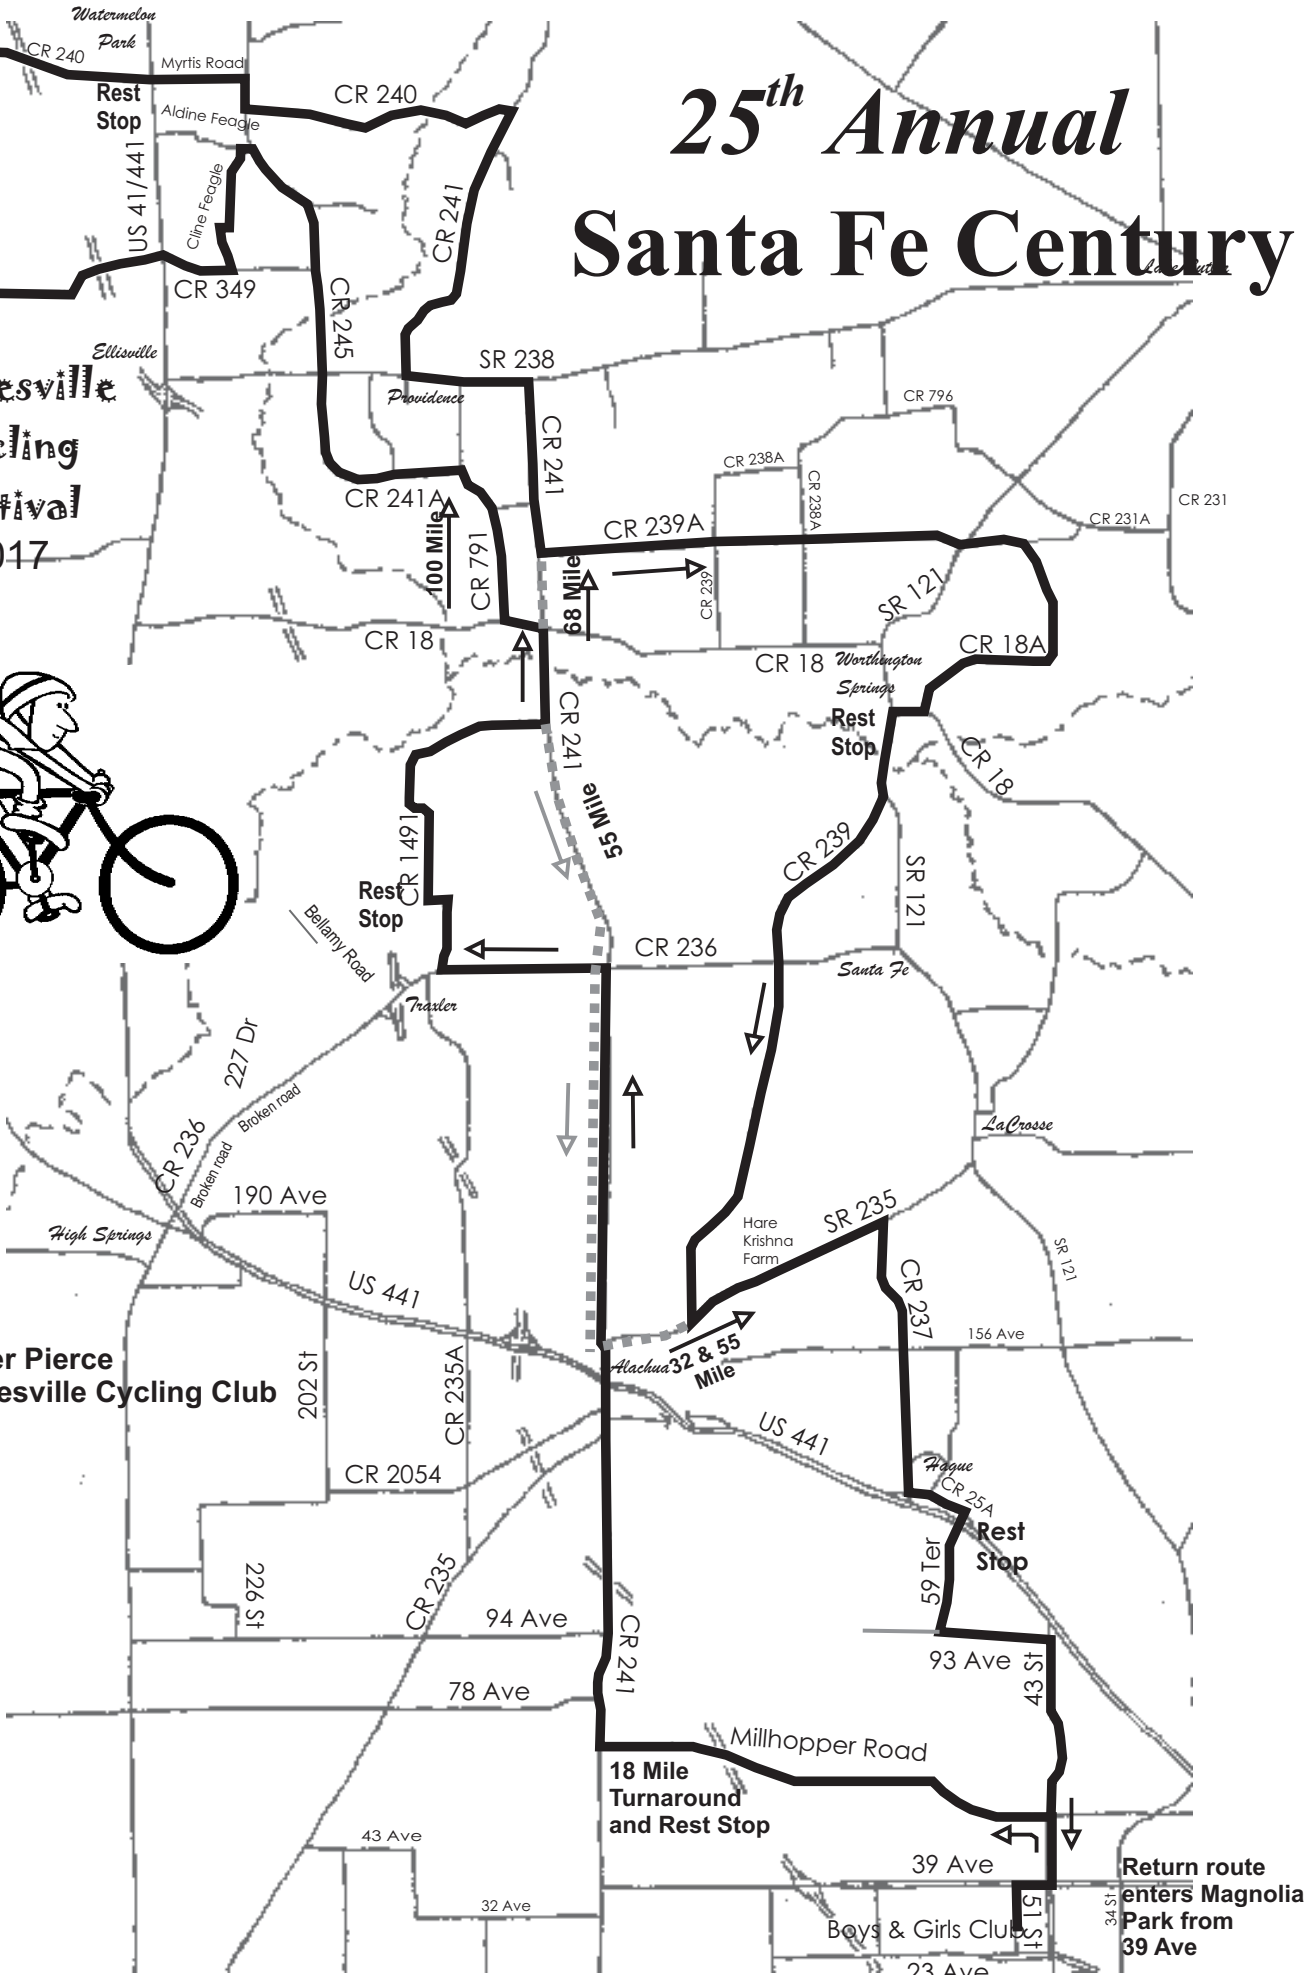 Watermelon
Park
CR 240
Myrtis Road
Rest
Stop
Aldine Feagle
CR 240
25th Annual
Santa Fe Century
US 41/441
Cline Feagle
CR 241
CR 349
CR 245
Ellisville
SR 238
Providence
esville
cling
tival
017
CR 241
CR 796
CR 238A
CR 238A
CR 231
CR 231A
CR 241A
100 Mile
CR 791
CR 239A
68 Mile
CR 239
SR 121
CR 18
CR 18
CR 18A
Worthington
Springs
Rest
Stop
CR 18
CR 241
55 Mile
CR 1491
Rest
Stop
CR 239
SR 121
Bellamy Road
CR 236
Santa Fe
Traxler
227 Dr
Broken road
Broken road
CR 236
LaCrosse
190 Ave
High Springs
SR 235
Hare
Krishna
Farm
SR 121
US 441
CR 237
156 Ave
Alachua
32 & 55
Mile
er Pierce
esville Cycling Club
202 St
CR 235A
US 441
CR 2054
Hague
CR 25A
Rest
Stop
59 Ter
226 St
CR 235
94 Ave
CR 241
93 Ave
43 St
78 Ave
Millhopper Road
18 Mile
Turnaround
and Rest Stop
43 Ave
39 Ave
32 Ave
Return route
enters Magnolia
Park from
39 Ave
34 St
51 St
Boys & Girls Club
23 Ave